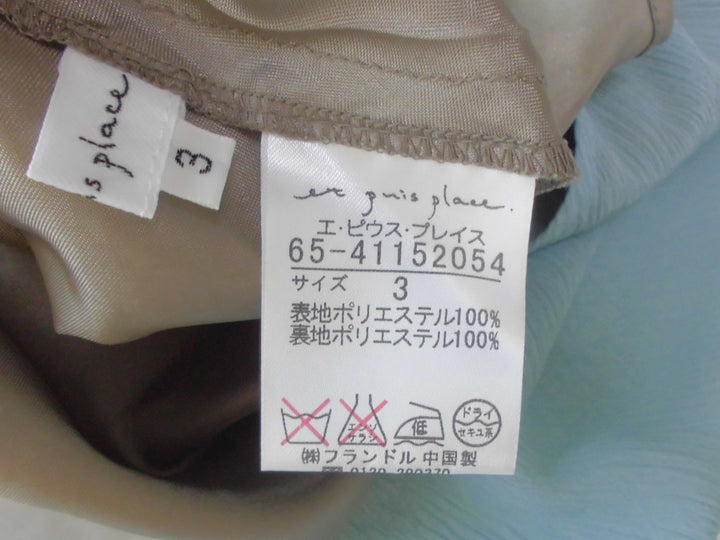 is place
3
et puis place.
エ・ピウス・プレイス
65-41152054
サイズ 3
表地ポリエステル100%
裏地ポリエステル100%
エンソ
サラシ
低
ドライ
セキユ系
㈱フランドル 中国製